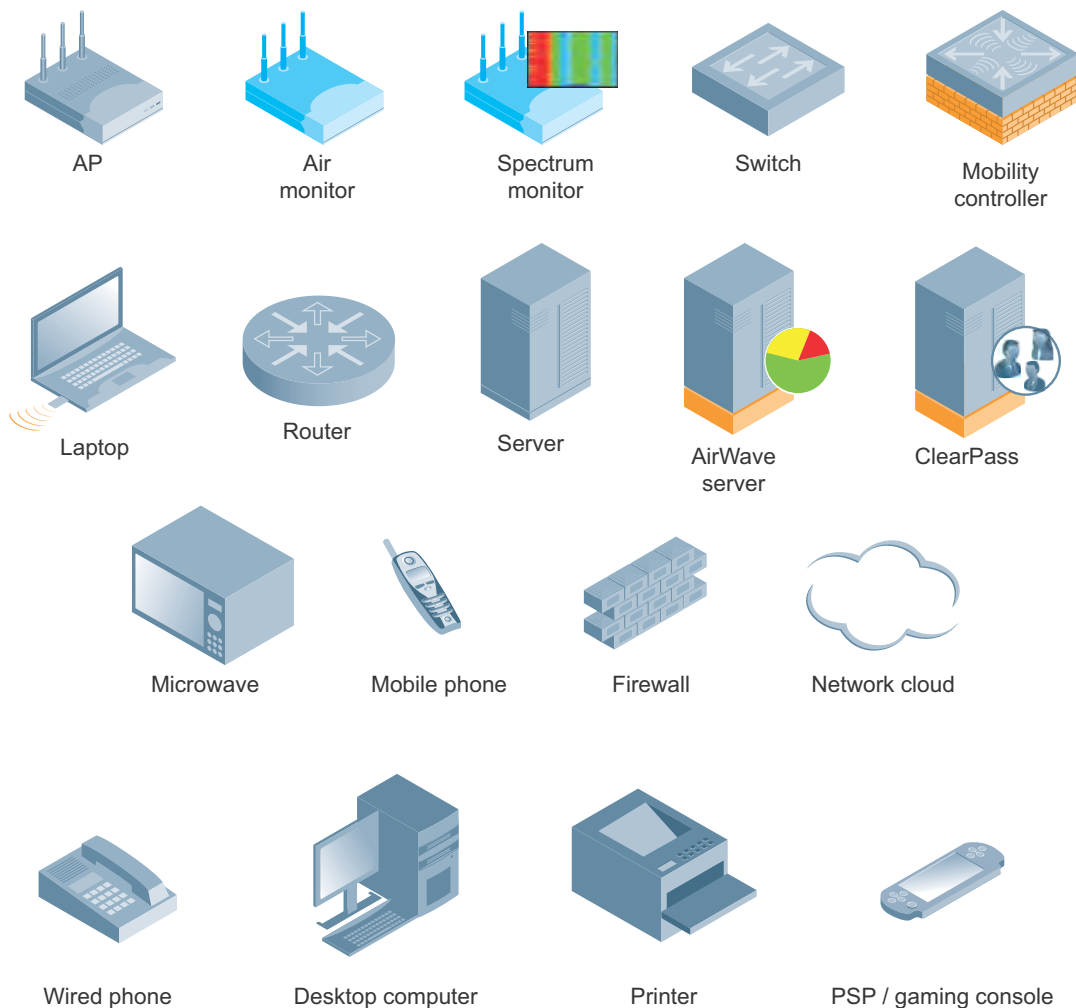 AP
Air
monitor
Spectrum
monitor
Switch
Mobility
controller
Laptop
Router
Server
AirWave
server
ClearPass
Microwave
Mobile phone
Firewall
Network cloud
Wired phone
Desktop computer
Printer
PSP / gaming console